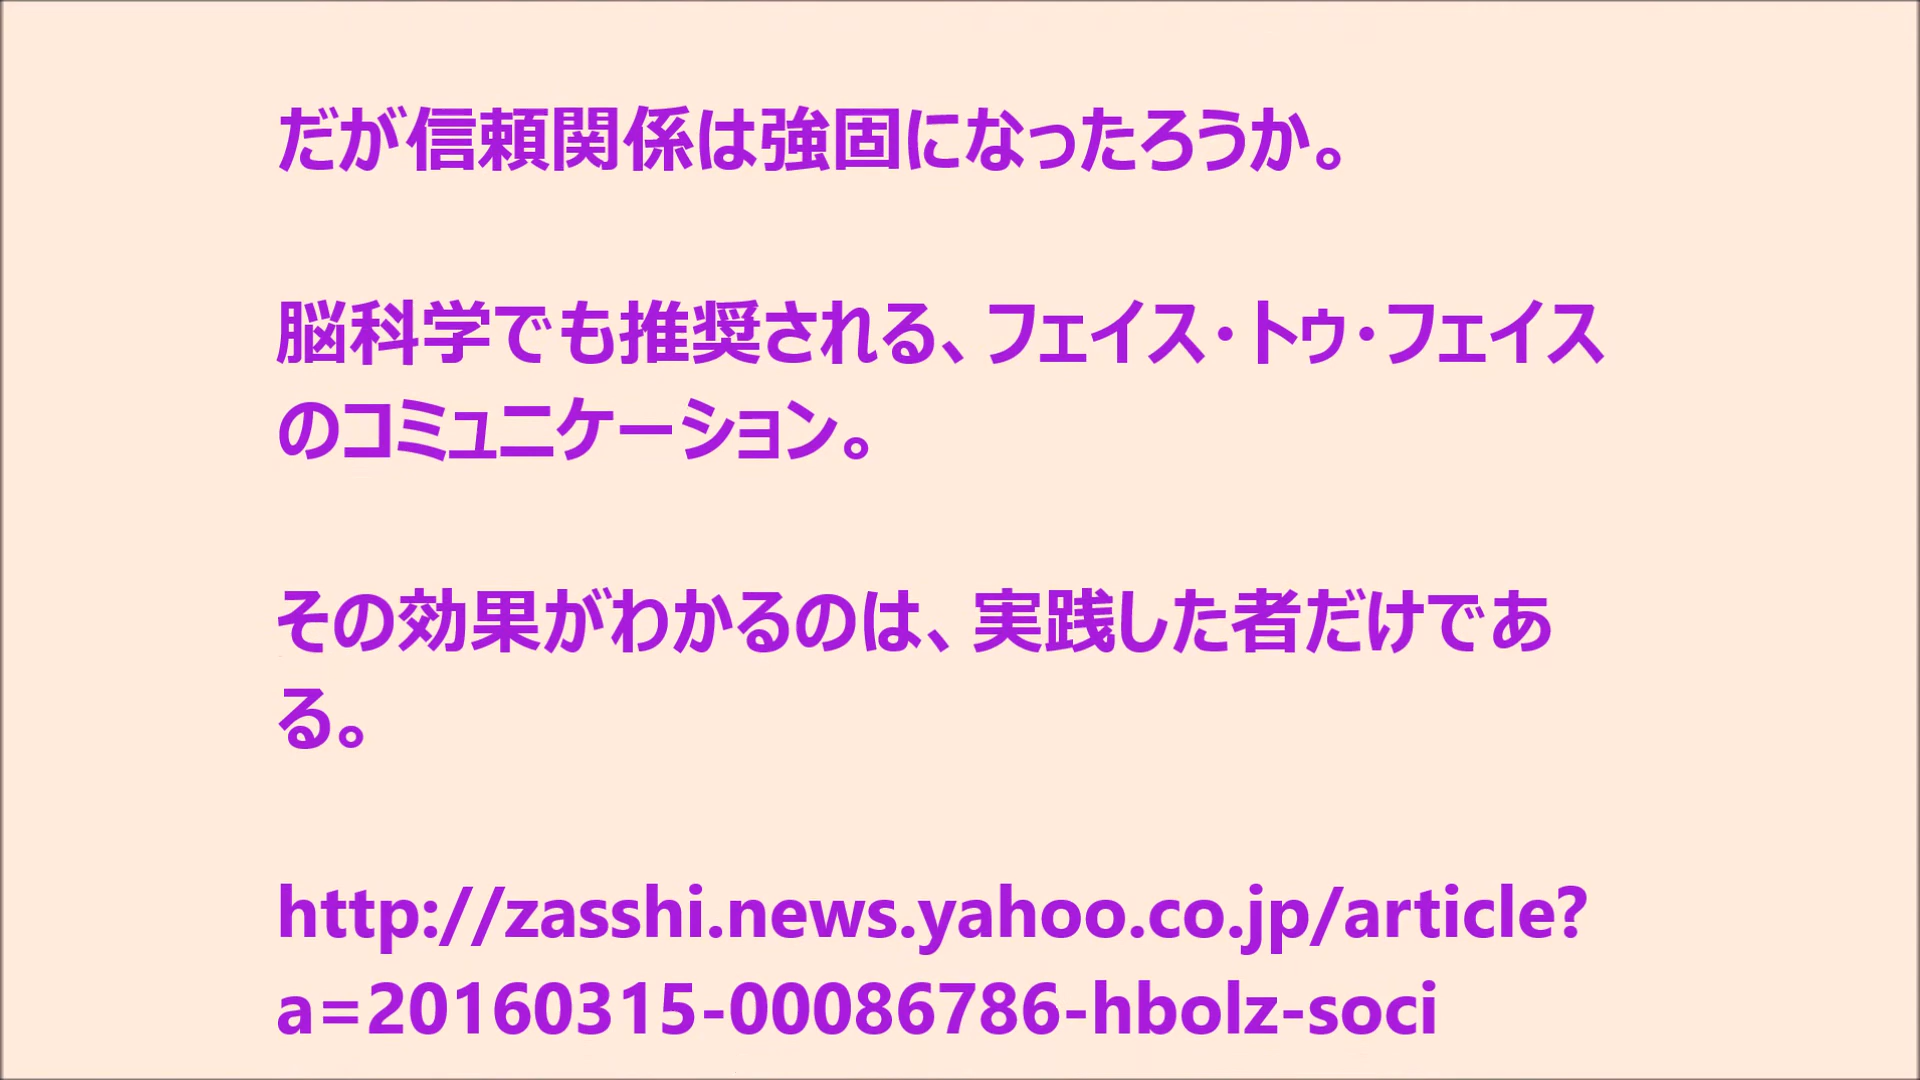 だが信頼関係は強固になったろうか。
脳科学でも推奨される、フェイス・トゥ・フェイス
のコミュニケーション。
その効果がわかるのは、実践した者だけであ
る。
http://zasshi.news.yahoo.co.jp/article?
a=20160315-00086786-hbolz-soci